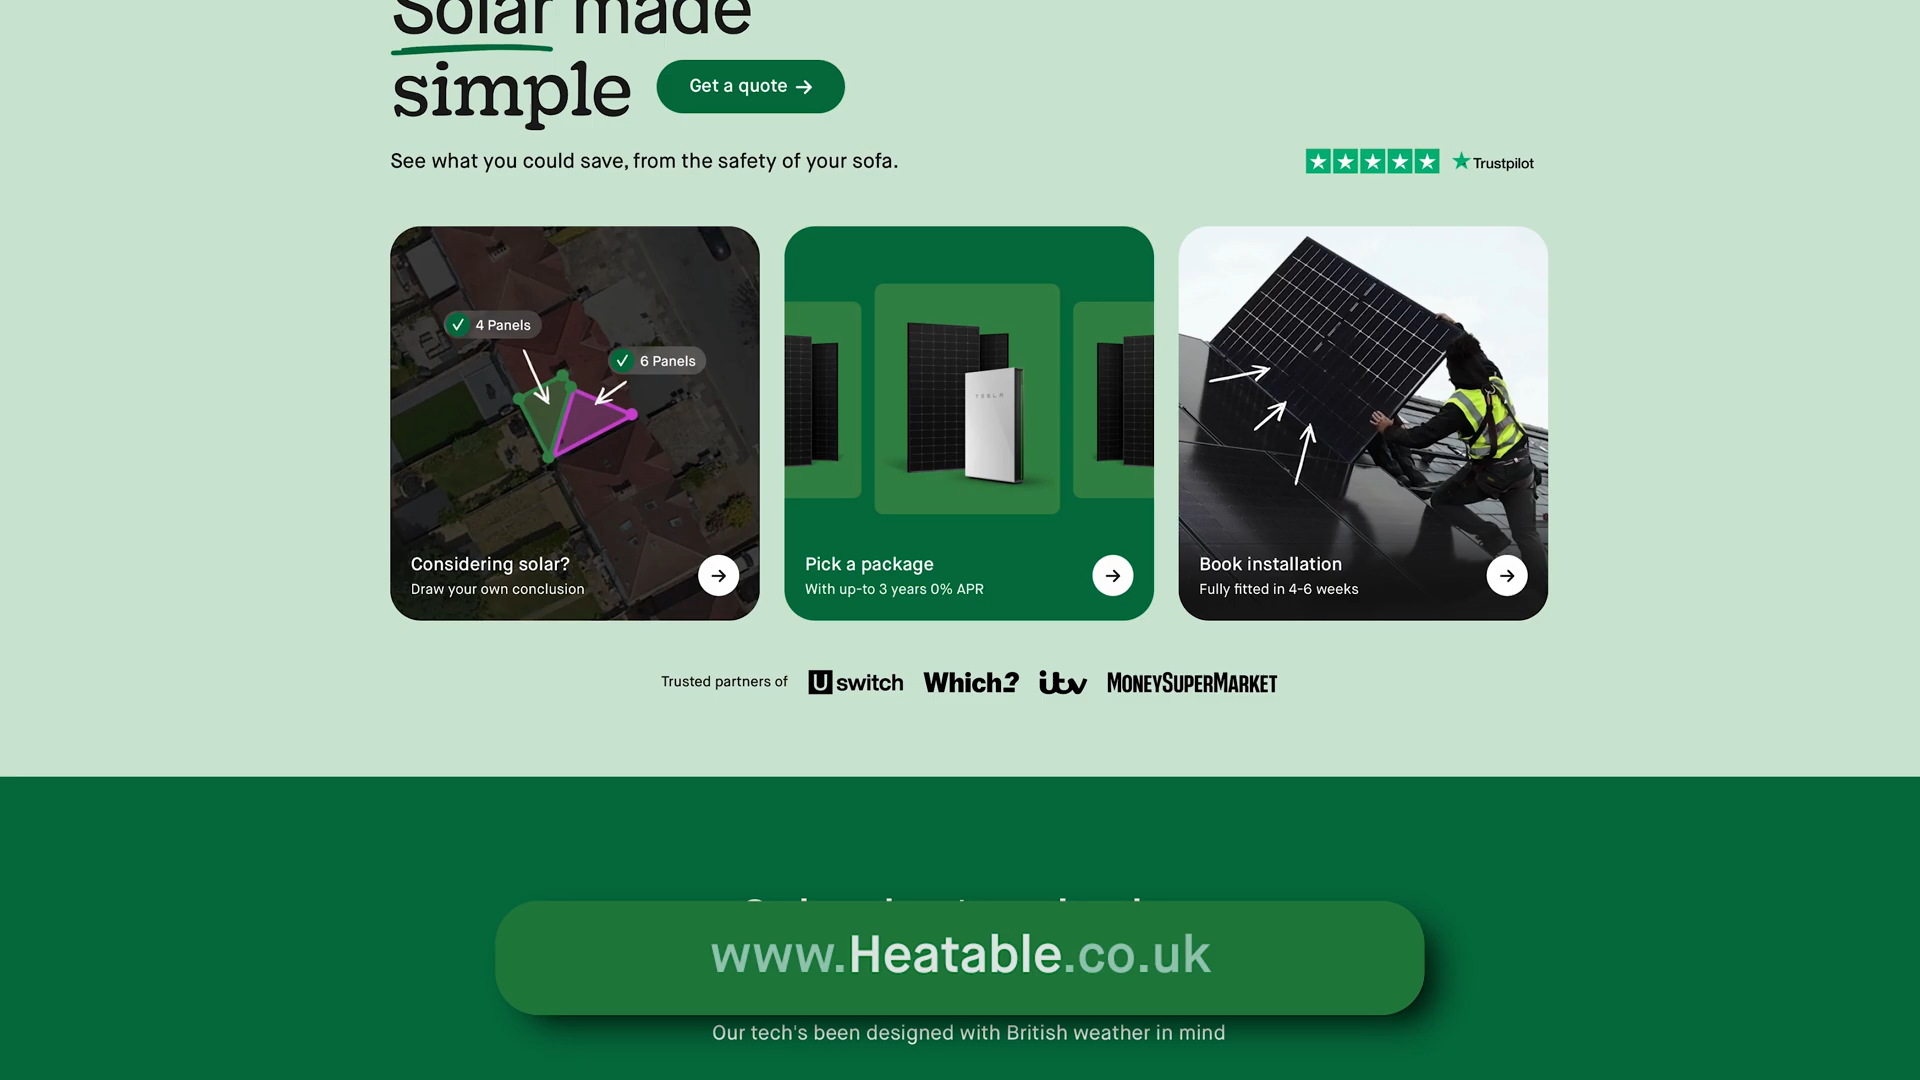 Solar made
simple
Get a quote →
See what you could save, from the safety of your sofa.
Trustpilot
4 Panels
6 Panels
TESLA
Considering solar?
Draw your own conclusion
Pick a package
With up-to 3 years 0% APR
Book installation
Fully fitted in 4-6 weeks
Trusted partners of
Uswitch
Which?
itv
MONEYSUPERMARKET
www.Heatable.co.uk
Our tech's been designed with British weather in mind